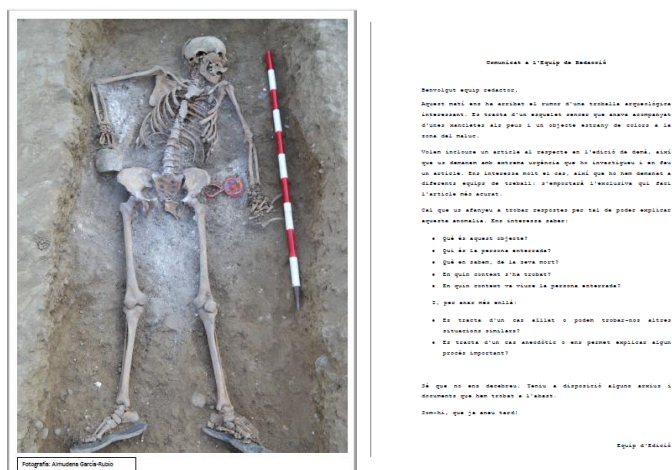 Comunicat a l'Equip de Redacció
Benvolgut equip redactor,
Aquest matí ens ha arribat el rumor d'una troballa arqueològica
interessant. Es tracta d'un esquelet sencer que anava acompanyat
d'unes xancletes als peus i un objecte estrany de colors a la
zona del maluc.
Volem incloure un article al respecte en l'edició de demà, així
que us demanem amb extrema urgència que ho investigueu i en feu
un article. Ens interessa molt el cas, així que ho hem demanat a
diferents equips de treball: s'emportarà l'exclusiva qui faci
l'article més acurat.
Cal que us afanyeu a trobar respostes per tal de poder explicar
aquesta anomalia. Ens interessa saber:
• Què és aquest objecte?
• Qui és la persona enterrada?
• Què en sabem, de la seva mort?
• En quin context s'ha trobat?
• En quin context va viure la persona enterrada?
I, per anar més enllà:
• Es tracta d'un cas aïllat o podem trobar-nos altres
situacions similars?
• Es tracta d'un cas anecdòtic o ens permet explicar algun
procés important?
Sé que no ens decebreu. Teniu a disposició alguns arxius i
documents que hem trobat a l'abast.
Som-hi, que ja aneu tard!
Equip d'Edició
Fotografia: Almudena García-Rubio